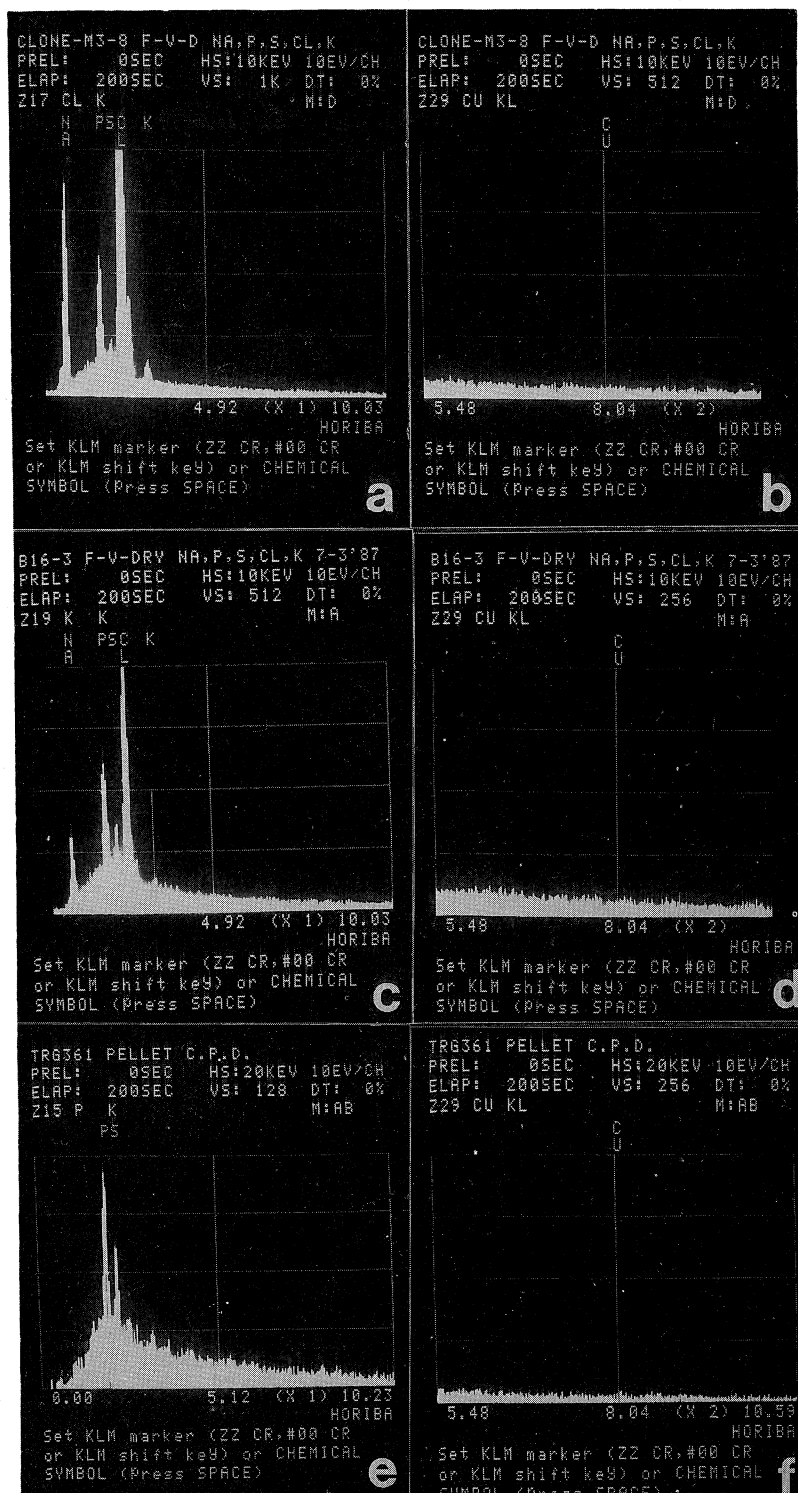 CLONE-M3-8 F-V-D NA,P,S,CL,K
PREL: 0SEC HS:10KEV 10EV/CH
ELAP: 200SEC VS: 1K DT: 0%
Z17 CL K M:D
N PSC K
A L
4.92 (X 1) 10.03
HORIBA
Set KLM marker (ZZ CR,#00 CR
or KLM shift key) or CHEMICAL
SYMBOL (Press SPACE)
a
CLONE-M3-8 F-V-D NA,P,S,CL,K
PREL: 0SEC HS:10KEV 10EV/CH
ELAP: 200SEC VS: 512 DT: 0%
Z29 CU KL M:D
C
U
5.48 8.04 (X 2)
HORIBA
Set KLM marker (ZZ CR,#00 CR
or KLM shift key) or CHEMICAL
SYMBOL (Press SPACE)
b
B16-3 F-V-DRY NA,P,S,CL,K 7-3'87
PREL: 0SEC HS:10KEV 10EV/CH
ELAP: 200SEC VS: 512 DT: 0%
Z19 K K M:A
N PSC K
A L
4.92 (X 1) 10.03
HORIBA
Set KLM marker (ZZ CR,#00 CR
or KLM shift key) or CHEMICAL
SYMBOL (Press SPACE)
c
B16-3 F-V-DRY NA,P,S,CL,K 7-3'87
PREL: 0SEC HS:10KEV 10EV/CH
ELAP: 200SEC VS: 256 DT: 0%
Z29 CU KL M:A
C
U
5.48 8.04 (X 2)
HORIBA
Set KLM marker (ZZ CR,#00 CR
or KLM shift key) or CHEMICAL
SYMBOL (Press SPACE)
d
TRG361 PELLET C.P.D.
PREL: 0SEC HS:20KEV 10EV/CH
ELAP: 200SEC VS: 128 DT: 0%
Z15 P K M:AB
PS
0.00 5.12 (X 1) 10.23
HORIBA
Set KLM marker (ZZ CR,#00 CR
or KLM shift key) or CHEMICAL
SYMBOL (Press SPACE)
e
TRG361 PELLET C.P.D.
PREL: 0SEC HS:20KEV 10EV/CH
ELAP: 200SEC VS: 256 DT: 0%
Z29 CU KL M:AB
C
U
5.48 8.04 (X 2) 10.59
HORIBA
Set KLM marker (ZZ CR,#00 CR
or KLM shift key) or CHEMICAL
SYMBOL (Press SPACE)
f